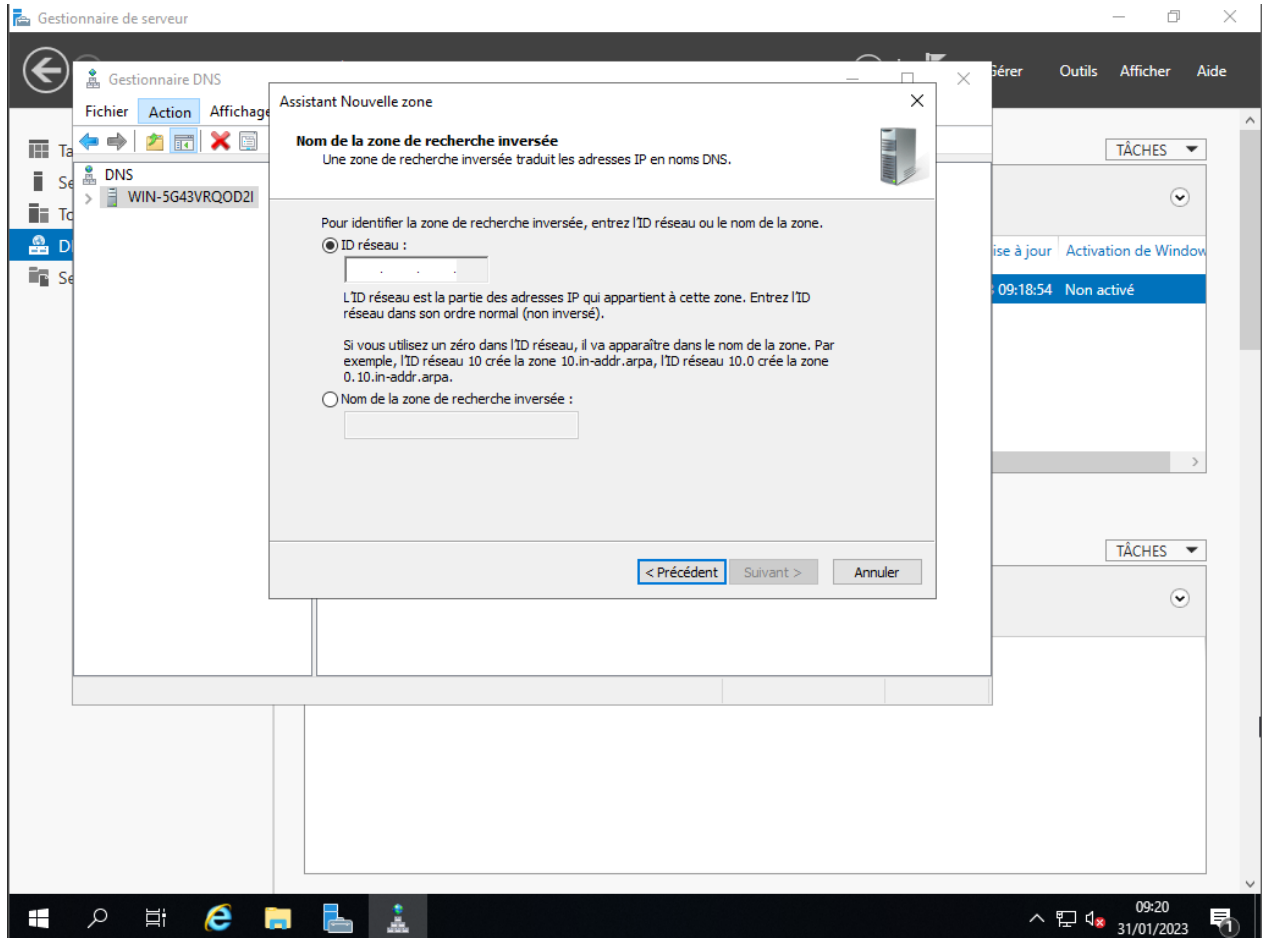 Gestionnaire de serveur
Gérer Outils Afficher Aide
Gestionnaire DNS
Fichier Action Affichage
DNS
WIN-5G43VRQOD2I
Assistant Nouvelle zone
Nom de la zone de recherche inversée
Une zone de recherche inversée traduit les adresses IP en noms DNS.
Pour identifier la zone de recherche inversée, entrez l'ID réseau ou le nom de la zone.
ID réseau :
. . .
L'ID réseau est la partie des adresses IP qui appartient à cette zone. Entrez l'ID
réseau dans son ordre normal (non inversé).
Si vous utilisez un zéro dans l'ID réseau, il va apparaître dans le nom de la zone. Par
exemple, l'ID réseau 10 crée la zone 10.in-addr.arpa, l'ID réseau 10.0 crée la zone
0.10.in-addr.arpa.
Nom de la zone de recherche inversée :
< Précédent Suivant > Annuler
Ta
Se
To
D
Se
TÂCHES
ise à jour Activation de Window
09:18:54 Non activé
TÂCHES
09:20
31/01/2023
1